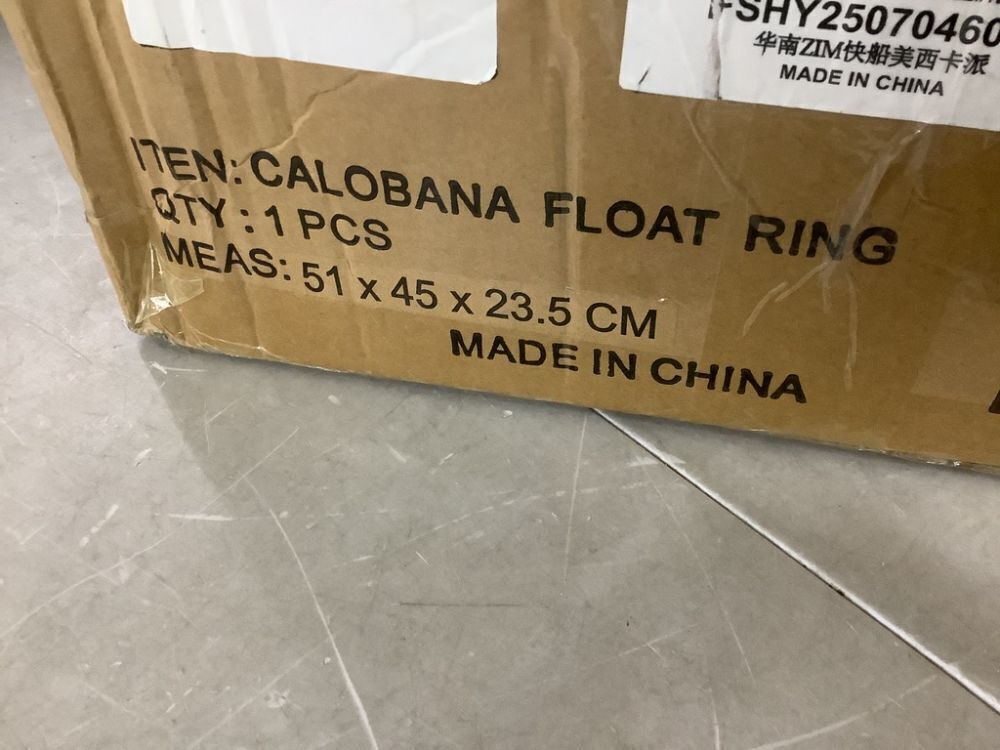 FSHY25070460
华南ZIM快船美西卡派
MADE IN CHINA
ITEN: CALOBANA FLOAT RING
QTY : 1 PCS
MEAS: 51 x 45 x 23.5 CM
MADE IN CHINA